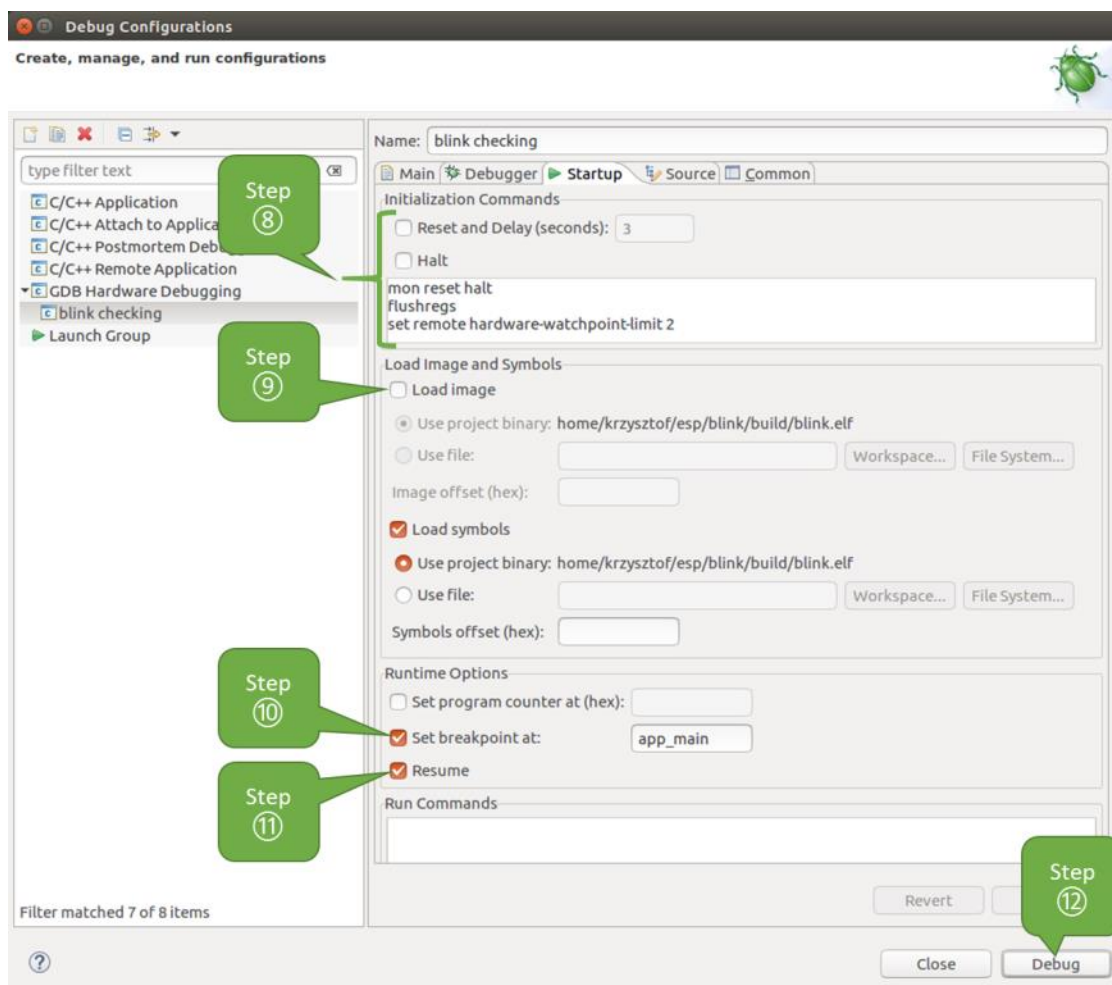 Debug Configurations
Create, manage, and run configurations
type filter text
C/C++ Application
C/C++ Attach to Applica
C/C++ Postmortem Debu
C/C++ Remote Application
GDB Hardware Debugging
blink checking
Launch Group
Filter matched 7 of 8 items
Name: blink checking
Main Debugger Startup Source Common
Step
⑧
Initialization Commands
Reset and Delay (seconds): 3
Halt
mon reset halt
flushregs
set remote hardware-watchpoint-limit 2
Step
⑨
Load Image and Symbols
Load image
Use project binary: home/krzysztof/esp/blink/build/blink.elf
Use file: Workspace... File System...
Image offset (hex):
Load symbols
Use project binary: home/krzysztof/esp/blink/build/blink.elf
Use file: Workspace... File System...
Symbols offset (hex):
Runtime Options
Set program counter at (hex):
Step
⑩
Set breakpoint at: app_main
Resume
Step
⑪
Run Commands
Step
⑫
Revert
Close Debug